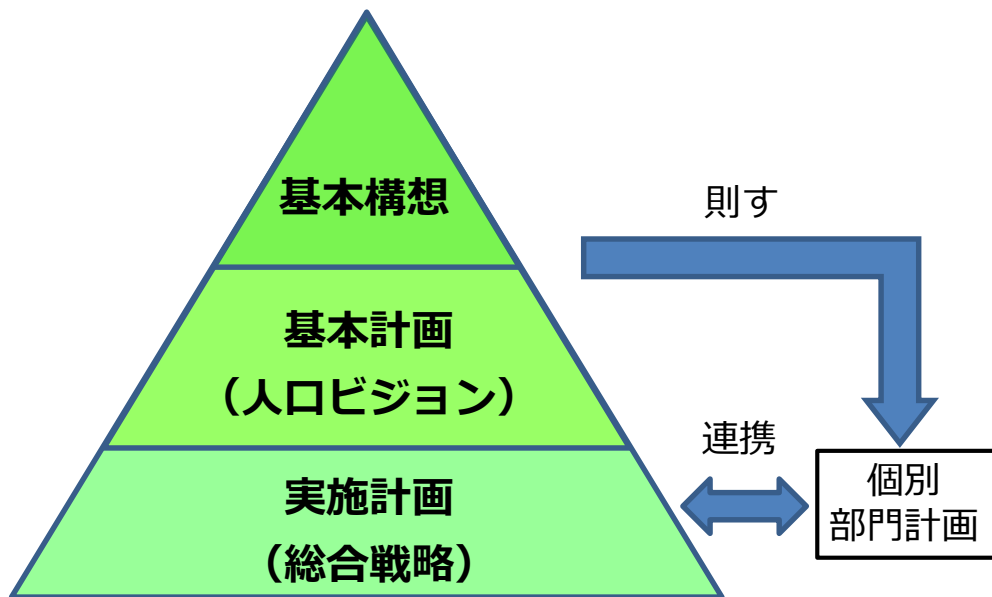 基本構想
則す
基本計画
（人口ビジョン）
連携
個別
部門計画
実施計画
（総合戦略）